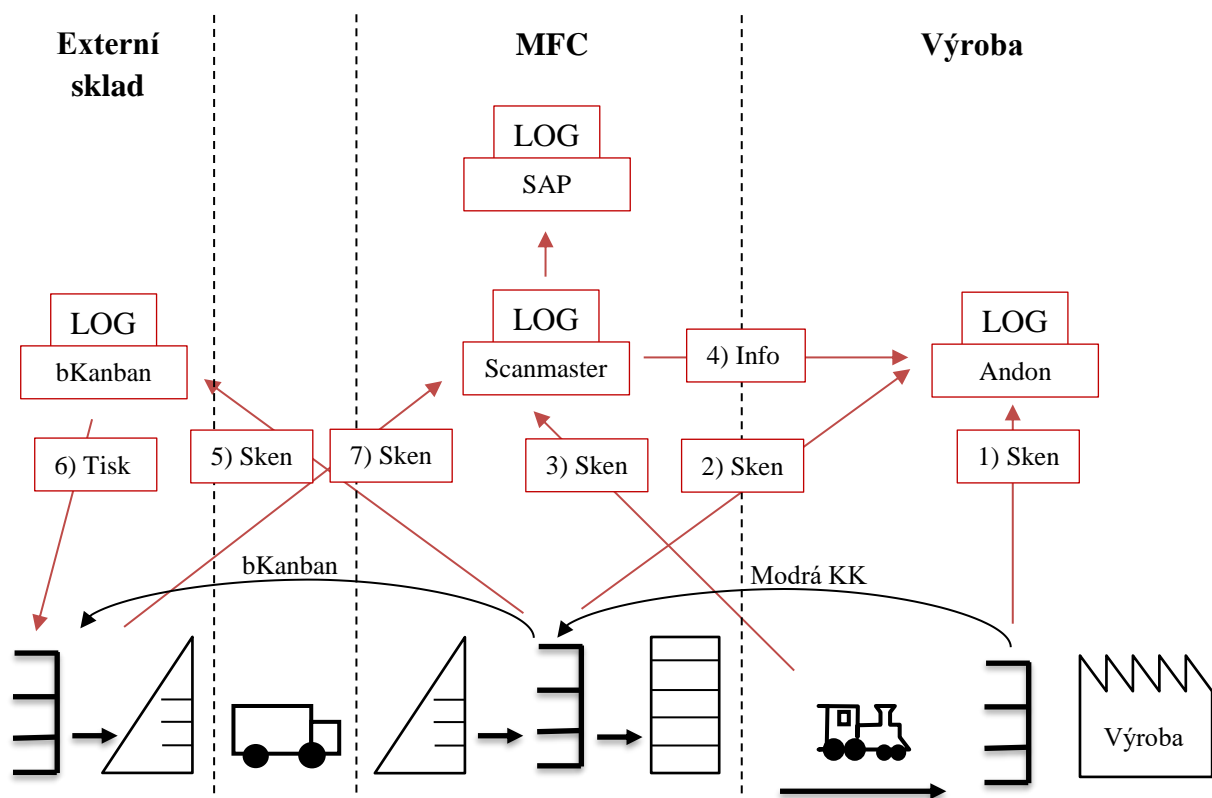 Externí
sklad
MFC
Výroba
LOG
SAP
LOG
bKanban
LOG
Scanmaster
4) Info
LOG
Andon
6) Tisk
5) Sken
7) Sken
3) Sken
2) Sken
1) Sken
bKanban
Modrá KK
Výroba